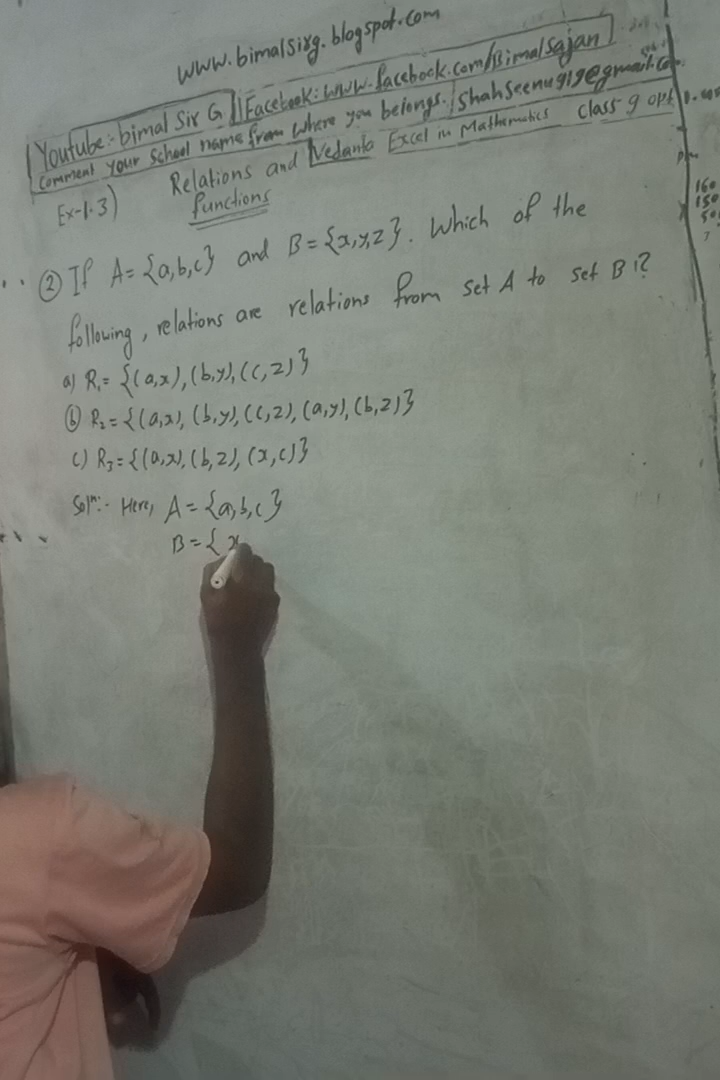 www.bimalsirg.blogspot.com
Youtube:- bimal Sir G || Facebook: www.facebook.com/Bimalsajan
Comment your School name from where you belongs. / Shahseenu919@gmail.com
Ex-1.3) Relations and functions Vedanta Excel in Mathematics Class 9 opt
② If A = {a,b,c} and B = {x,y,z}. Which of the
following, relations are relations from set A to set B ?
a) R₁ = {(a,x), (b,y), (c,z)}
(b) R₂ = {(a,x), (b,y), (c,z), (a,y), (b,z)}
c) R₃ = {(a,x), (b,z), (x,c)}
Solⁿ:- Here, A = {a,b,c}
B = { x
160
150